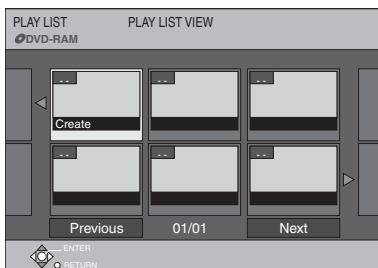 PLAY LIST PLAY LIST VIEW
DVD-RAM
-- -- --
Create
-- -- --
Previous 01/01 Next
ENTER
RETURN